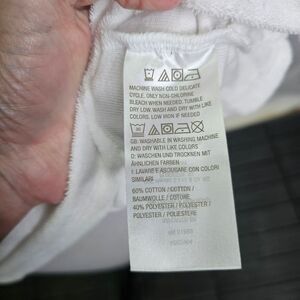 MACHINE WASH COLD DELICATE
CYCLE, ONLY NON-CHLORINE
BLEACH WHEN NEEDED. TUMBLE
DRY LOW. WASH AND DRY WITH LIKE
COLORS. LOW IRON IF NEEDED
GB: WASHABLE IN WASHING MACHINE
AND DRY WITH LIKE COLORS
D: WASCHEN UND TROCKNEN MIT
ÄHNLICHEN FARBEN
I: LAVARE E ASCIUGARE CON COLORI
SIMILARI
60% COTTON / COTTON /
BAUMWOLLE / COTONE
40% POLYESTER / POLYESTER /
POLYESTER / POLIESTERE